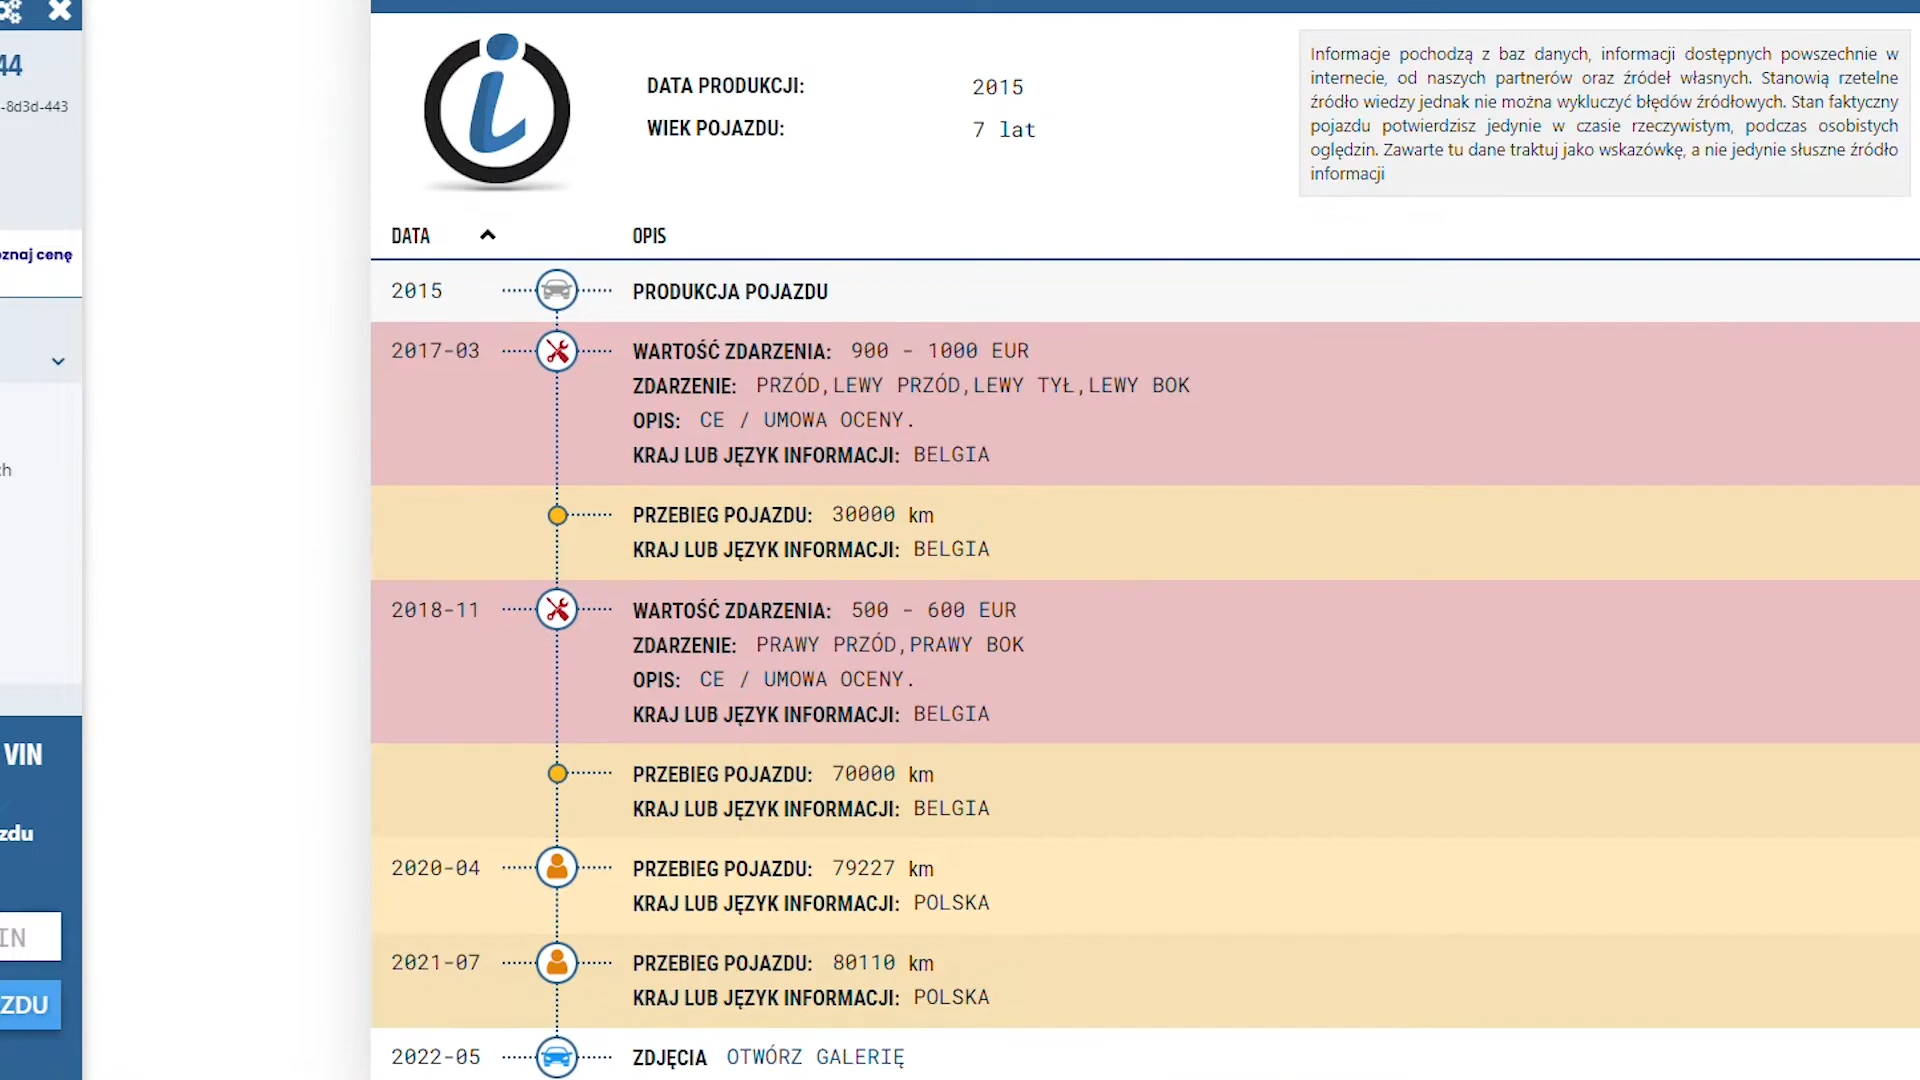 44
-8d3d-443
znaj cenę
VIN
zdu
IN
ZDU
i
DATA PRODUKCJI: 2015
WIEK POJAZDU: 7 lat
Informacje pochodzą z baz danych, informacji dostępnych powszechnie w
internecie, od naszych partnerów oraz źródeł własnych. Stanowią rzetelne
źródło wiedzy jednak nie można wykluczyć błędów źródłowych. Stan faktyczny
pojazdu potwierdzisz jedynie w czasie rzeczywistym, podczas osobistych
oględzin. Zawarte tu dane traktuj jako wskazówkę, a nie jedynie słuszne źródło
informacji
DATA OPIS
2015 PRODUKCJA POJAZDU
2017-03 WARTOŚĆ ZDARZENIA: 900 - 1000 EUR
ZDARZENIE: PRZÓD,LEWY PRZÓD,LEWY TYŁ,LEWY BOK
OPIS: CE / UMOWA OCENY.
KRAJ LUB JĘZYK INFORMACJI: BELGIA
PRZEBIEG POJAZDU: 30000 km
KRAJ LUB JĘZYK INFORMACJI: BELGIA
2018-11 WARTOŚĆ ZDARZENIA: 500 - 600 EUR
ZDARZENIE: PRAWY PRZÓD,PRAWY BOK
OPIS: CE / UMOWA OCENY.
KRAJ LUB JĘZYK INFORMACJI: BELGIA
PRZEBIEG POJAZDU: 70000 km
KRAJ LUB JĘZYK INFORMACJI: BELGIA
2020-04 PRZEBIEG POJAZDU: 79227 km
KRAJ LUB JĘZYK INFORMACJI: POLSKA
2021-07 PRZEBIEG POJAZDU: 80110 km
KRAJ LUB JĘZYK INFORMACJI: POLSKA
2022-05 ZDJĘCIA OTWÓRZ GALERIĘ